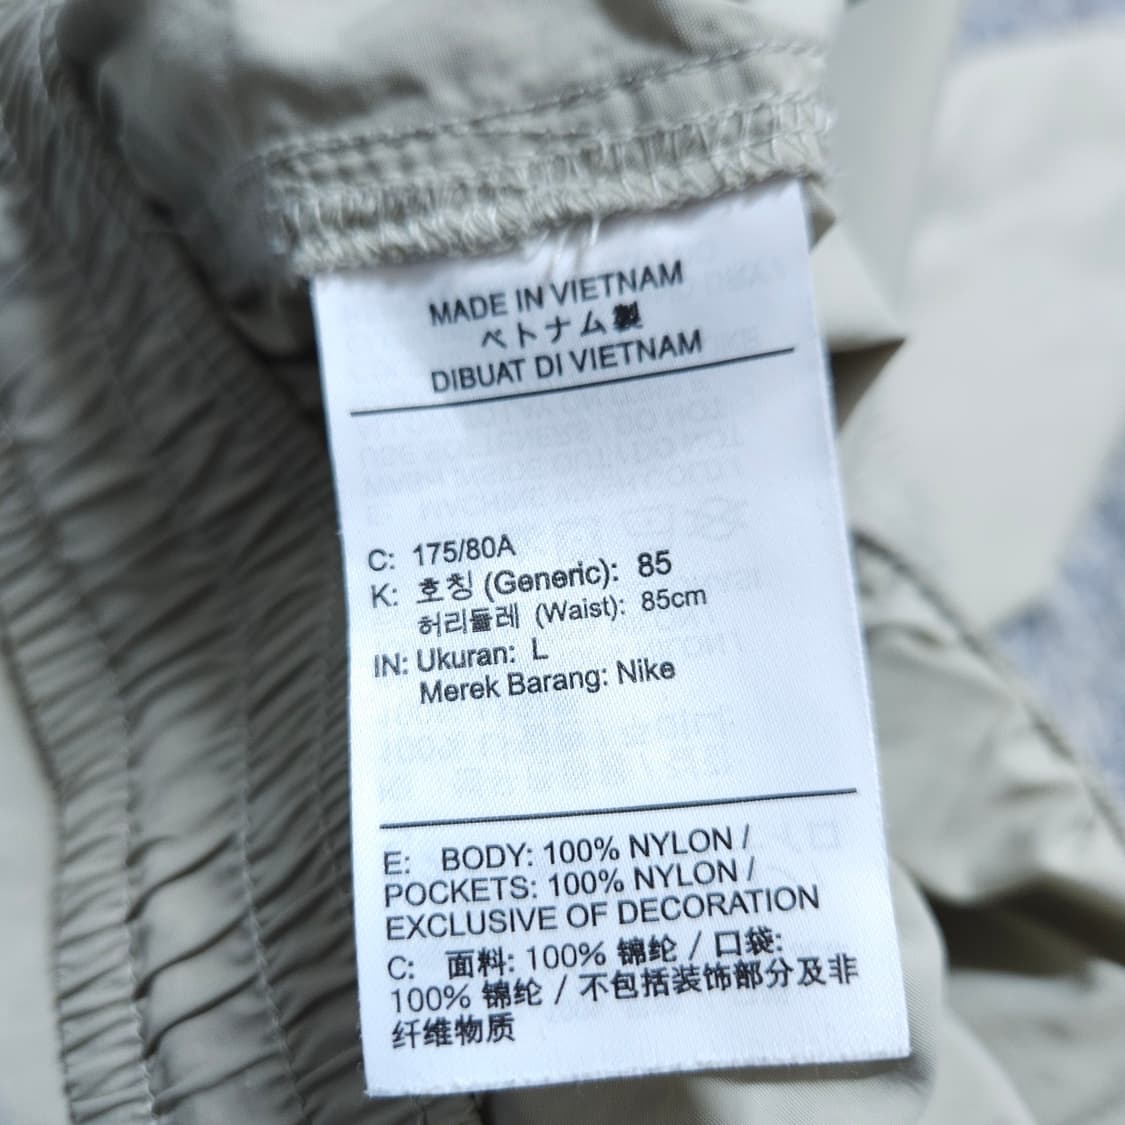 MADE IN VIETNAM
ベトナム製
DIBUAT DI VIETNAM
C: 175/80A
K: 호칭 (Generic): 85
허리둘레 (Waist): 85cm
IN: Ukuran: L
Merek Barang: Nike
E: BODY: 100% NYLON /
POCKETS: 100% NYLON /
EXCLUSIVE OF DECORATION
C: 面料: 100% 锦纶 / 口袋:
100% 锦纶 / 不包括装饰部分及非
纤维物质